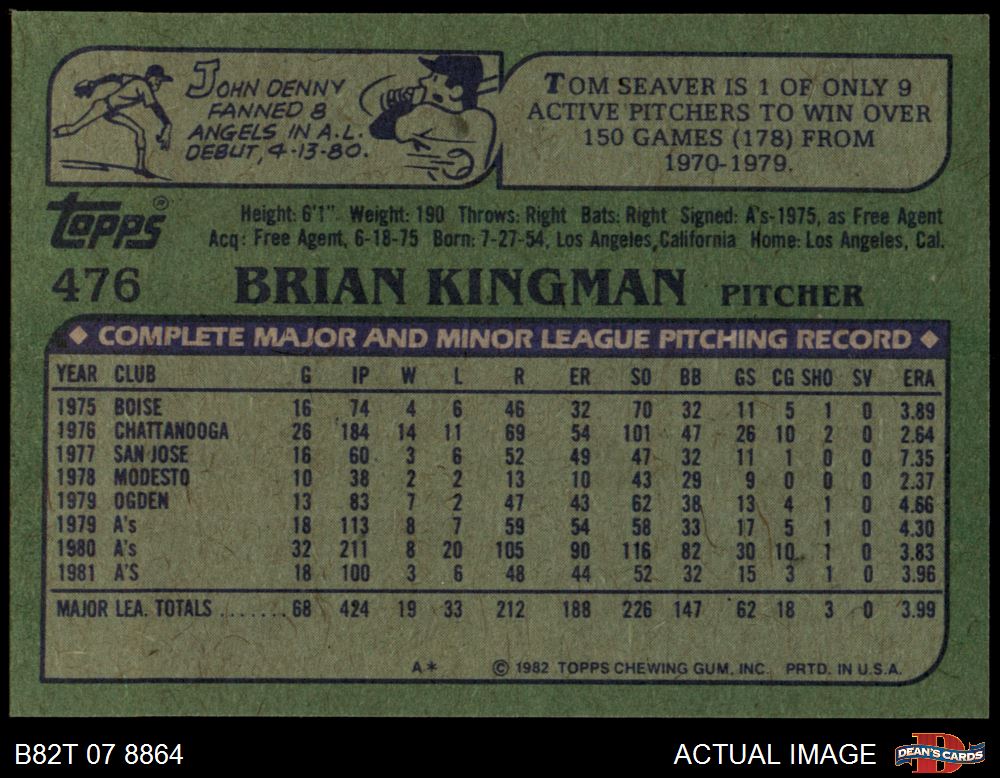 JOHN DENNY
FANNED 8
ANGELS IN A.L.
DEBUT, 4-13-80.
TOM SEAVER IS 1 OF ONLY 9
ACTIVE PITCHERS TO WIN OVER
150 GAMES (178) FROM
1970-1979.
topps®
Height: 6'1". Weight: 190 Throws: Right Bats: Right Signed: A's-1975, as Free Agent
Acq: Free Agent, 6-18-75 Born: 7-27-54, Los Angeles, California Home: Los Angeles, Cal.
476 BRIAN KINGMAN PITCHER
◆ COMPLETE MAJOR AND MINOR LEAGUE PITCHING RECORD ◆
YEAR CLUB G IP W L R ER SO BB GS CG SHO SV ERA
1975 BOISE 16 74 4 6 46 32 70 32 11 5 1 0 3.89
1976 CHATTANOOGA 26 184 14 11 69 54 101 47 26 10 2 0 2.64
1977 SAN JOSE 16 60 3 6 52 49 47 32 11 1 0 0 7.35
1978 MODESTO 10 38 2 2 13 10 43 29 9 0 0 0 2.37
1979 OGDEN 13 83 7 2 47 43 62 38 13 4 1 0 4.66
1979 A's 18 113 8 7 59 54 58 33 17 5 1 0 4.30
1980 A's 32 211 8 20 105 90 116 82 30 10 1 0 3.83
1981 A'S 18 100 3 6 48 44 52 32 15 3 1 0 3.96
MAJOR LEA. TOTALS ....... 68 424 19 33 212 188 226 147 62 18 3 0 3.99
A* © 1982 TOPPS CHEWING GUM, INC. PRTD. IN U.S.A.
B82T 07 8864 ACTUAL IMAGE DEAN'S CARDS